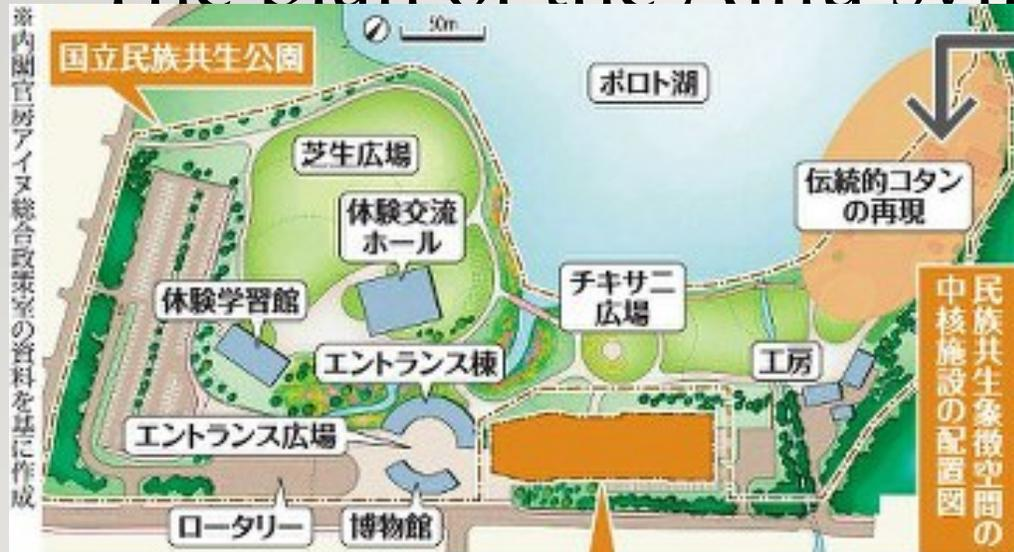 The plan of the Ainu
※内閣官房アイヌ総合政策室の資料を基に作成
国立民族共生公園
50m
ポロト湖
芝生広場
伝統的コタン
の再現
体験交流
ホール
体験学習館
チキサニ
広場
エントランス棟
工房
エントランス広場
ロータリー
博物館
民族共生象徴空間の
中核施設の配置図